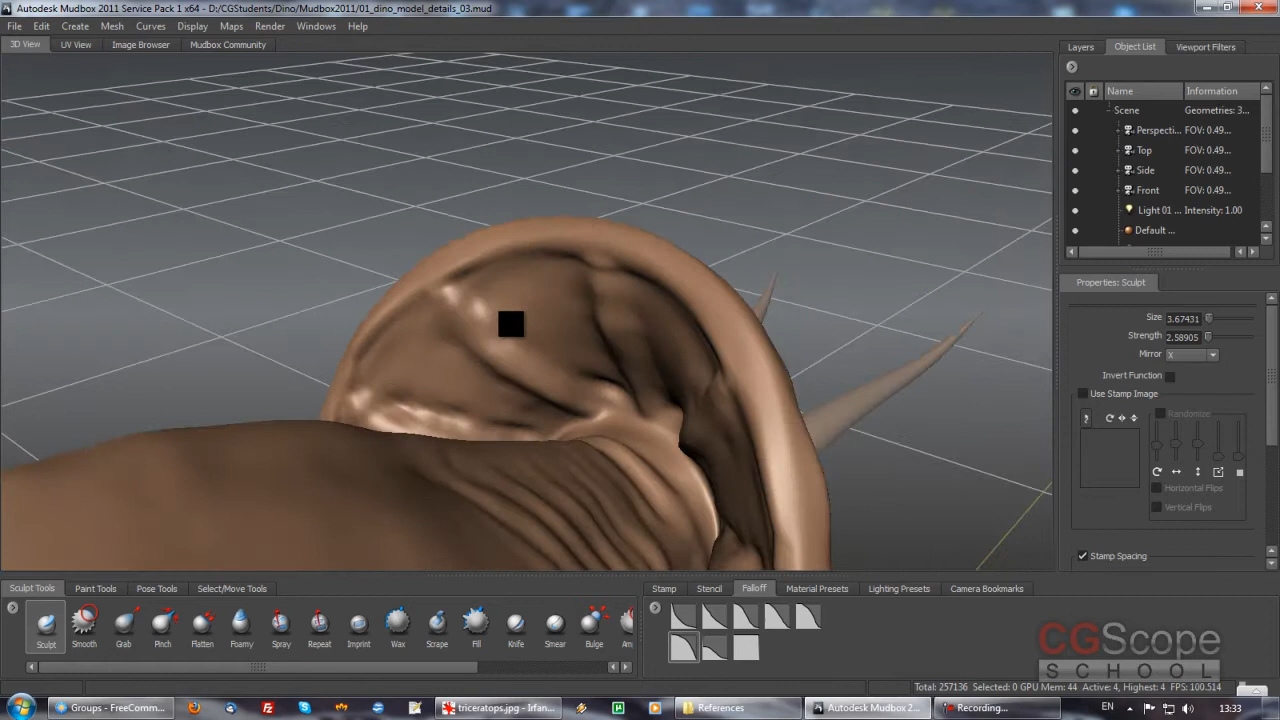 Autodesk Mudbox 2011 Service Pack 1 x64 - D:/CGStudents/Dino/Mudbox2011/01_dino_model_details_03.mud
File Edit Create Mesh Curves Display Maps Render Windows Help
3D View UV View Image Browser Mudbox Community
Layers Object List Viewport Filters
Name Information
Scene Geometries: 3...
Perspecti... FOV: 0.49...
Top FOV: 0.49...
Side FOV: 0.49...
Front FOV: 0.49...
Light 01 ... Intensity: 1.00
Default ...
Properties: Sculpt
Size 3.67431
Strength 2.58905
Mirror X
Invert Function
Use Stamp Image
Randomize
Horizontal Flips
Vertical Flips
Stamp Spacing
Sculpt Tools Paint Tools Pose Tools Select/Move Tools
Stamp Stencil Falloff Material Presets Lighting Presets Camera Bookmarks
Sculpt Smooth Grab Pinch Flatten Foamy Spray Repeat Imprint Wax Scrape Fill Knife Smear Bulge Am
CGScope
SCHOOL
Total: 257136 Selected: 0 GPU Mem: 44 Active: 4, Highest: 4 FPS: 100.514
Groups - FreeComm... triceratops.jpg - Irfan... References Autodesk Mudbox 2... Recording... EN 13:33